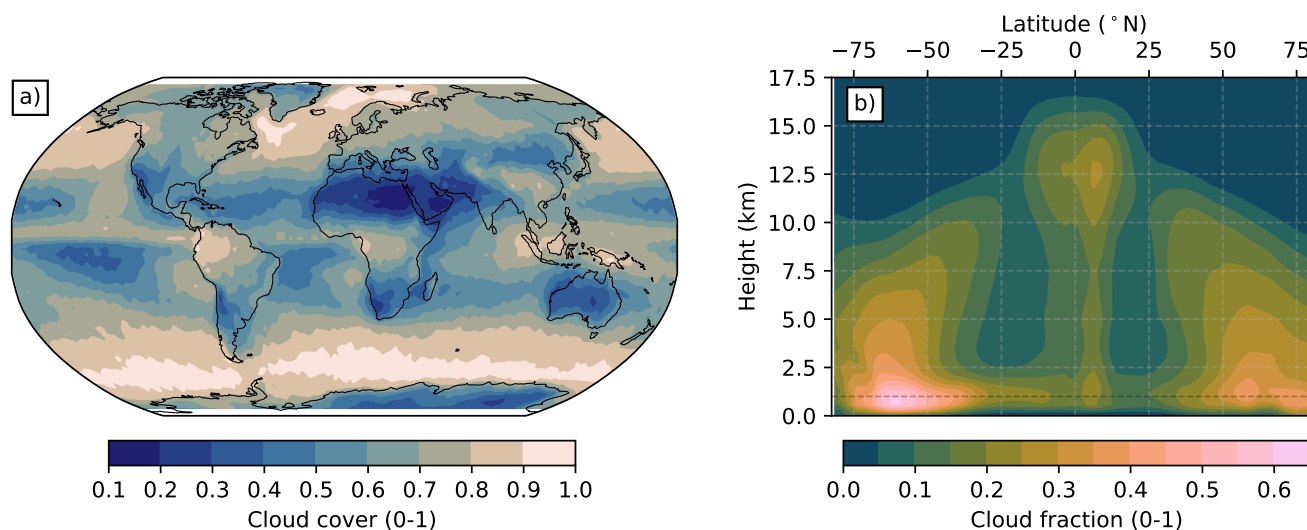 a)
0.1 0.2 0.3 0.4 0.5 0.6 0.7 0.8 0.9 1.0
Cloud cover (0-1)
Latitude (°N)
−75 −50 −25 0 25 50 75
b)
17.5
15.0
12.5
10.0
7.5
5.0
2.5
0.0
Height (km)
0.0 0.1 0.2 0.3 0.4 0.5 0.6
Cloud fraction (0-1)